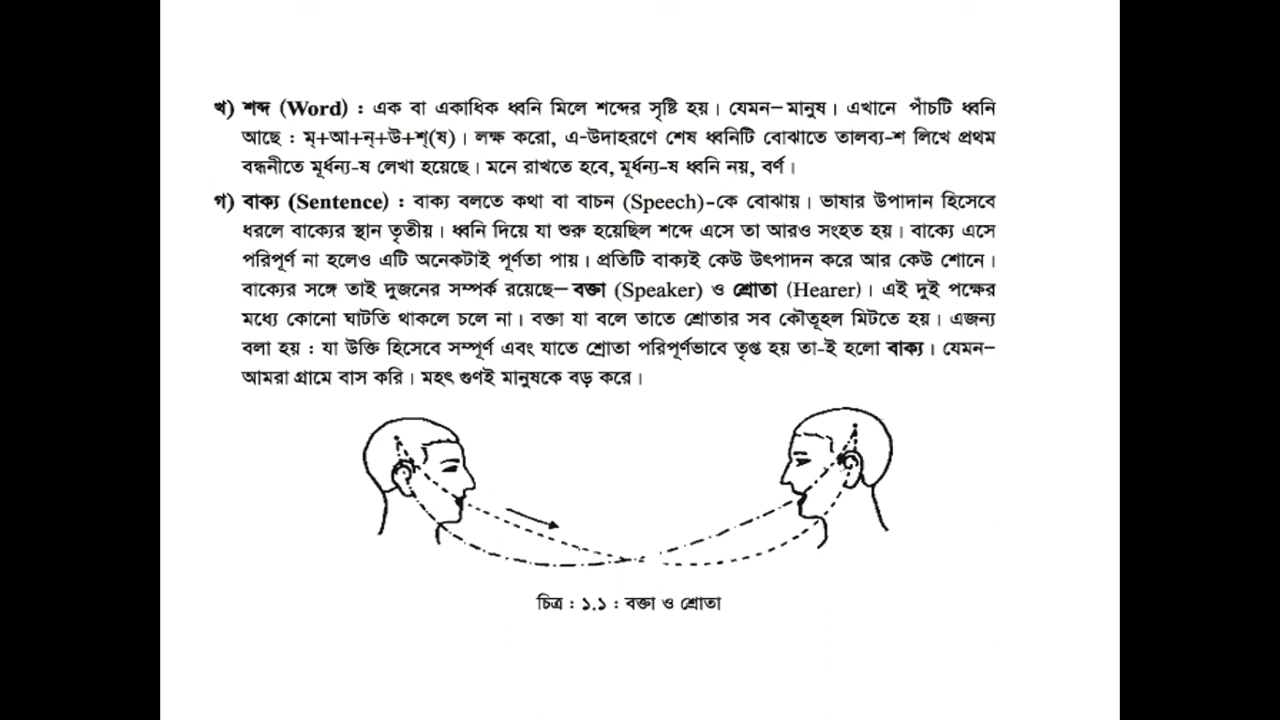 খ) শব্দ (Word) : এক বা একাধিক ধ্বনি মিলে শব্দের সৃষ্টি হয়। যেমন– মানুষ। এখানে পাঁচটি ধ্বনি
আছে : ম্+আ+ন্+উ+শ্(ষ)। লক্ষ করো, এ-উদাহরণে শেষ ধ্বনিটি বোঝাতে তালব্য-শ লিখে প্রথম
বন্ধনীতে মূর্ধন্য-ষ লেখা হয়েছে। মনে রাখতে হবে, মূর্ধন্য-ষ ধ্বনি নয়, বর্ণ।
গ) বাক্য (Sentence) : বাক্য বলতে কথা বা বাচন (Speech)-কে বোঝায়। ভাষার উপাদান হিসেবে
ধরলে বাক্যের স্থান তৃতীয়। ধ্বনি দিয়ে যা শুরু হয়েছিল শব্দে এসে তা আরও সংহত হয়। বাক্যে এসে
পরিপূর্ণ না হলেও এটি অনেকটাই পূর্ণতা পায়। প্রতিটি বাক্যই কেউ উৎপাদন করে আর কেউ শোনে।
বাক্যের সঙ্গে তাই দুজনের সম্পর্ক রয়েছে– বক্তা (Speaker) ও শ্রোতা (Hearer)। এই দুই পক্ষের
মধ্যে কোনো ঘাটতি থাকলে চলে না। বক্তা যা বলে তাতে শ্রোতার সব কৌতূহল মিটতে হয়। এজন্য
বলা হয় : যা উক্তি হিসেবে সম্পূর্ণ এবং যাতে শ্রোতা পরিপূর্ণভাবে তৃপ্ত হয় তা-ই হলো বাক্য। যেমন–
আমরা গ্রামে বাস করি। মহৎ গুণই মানুষকে বড় করে।
চিত্র : ১.১ : বক্তা ও শ্রোতা